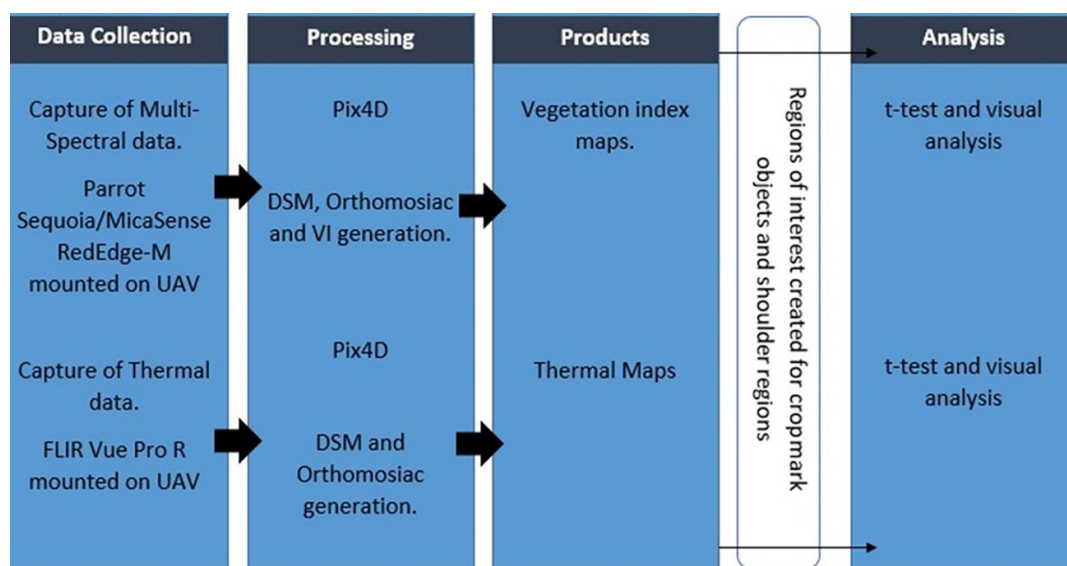 Data Collection
Capture of Multi-
Spectral data.
Parrot
Sequoia/MicaSense
RedEdge-M
mounted on UAV
Capture of Thermal
data.
FLIR Vue Pro R
mounted on UAV
Processing
Pix4D
DSM, Orthomosiac
and VI generation.
Pix4D
DSM and
Orthomosiac
generation.
Products
Vegetation index
maps.
Thermal Maps
Regions of interest created for cropmark
objects and shoulder regions
Analysis
t-test and visual
analysis
t-test and visual
analysis